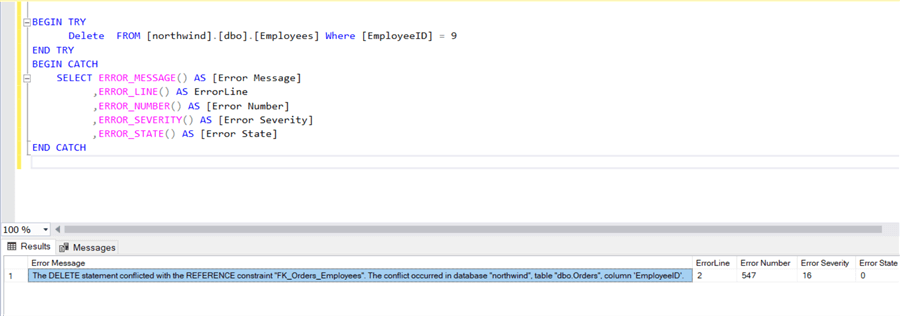 BEGIN TRY
Delete FROM [northwind].[dbo].[Employees] Where [EmployeeID] = 9
END TRY
BEGIN CATCH
SELECT ERROR_MESSAGE() AS [Error Message]
,ERROR_LINE() AS ErrorLine
,ERROR_NUMBER() AS [Error Number]
,ERROR_SEVERITY() AS [Error Severity]
,ERROR_STATE() AS [Error State]
END CATCH
100 %
Results Messages
Error Message ErrorLine Error Number Error Severity Error State
1 The DELETE statement conflicted with the REFERENCE constraint "FK_Orders_Employees". The conflict occurred in database "northwind", table "dbo.Orders", column 'EmployeeID'. 2 547 16 0